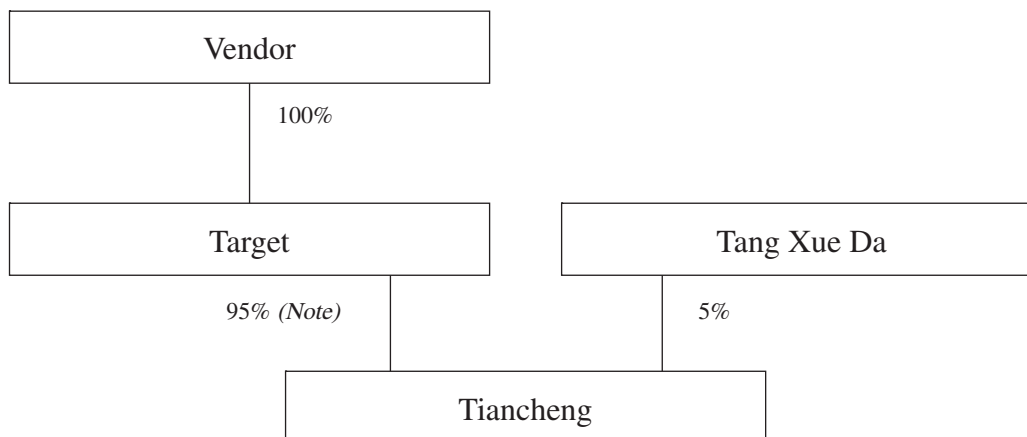 Vendor
100%
Target
Tang Xue Da
95% (Note)
5%
Tiancheng